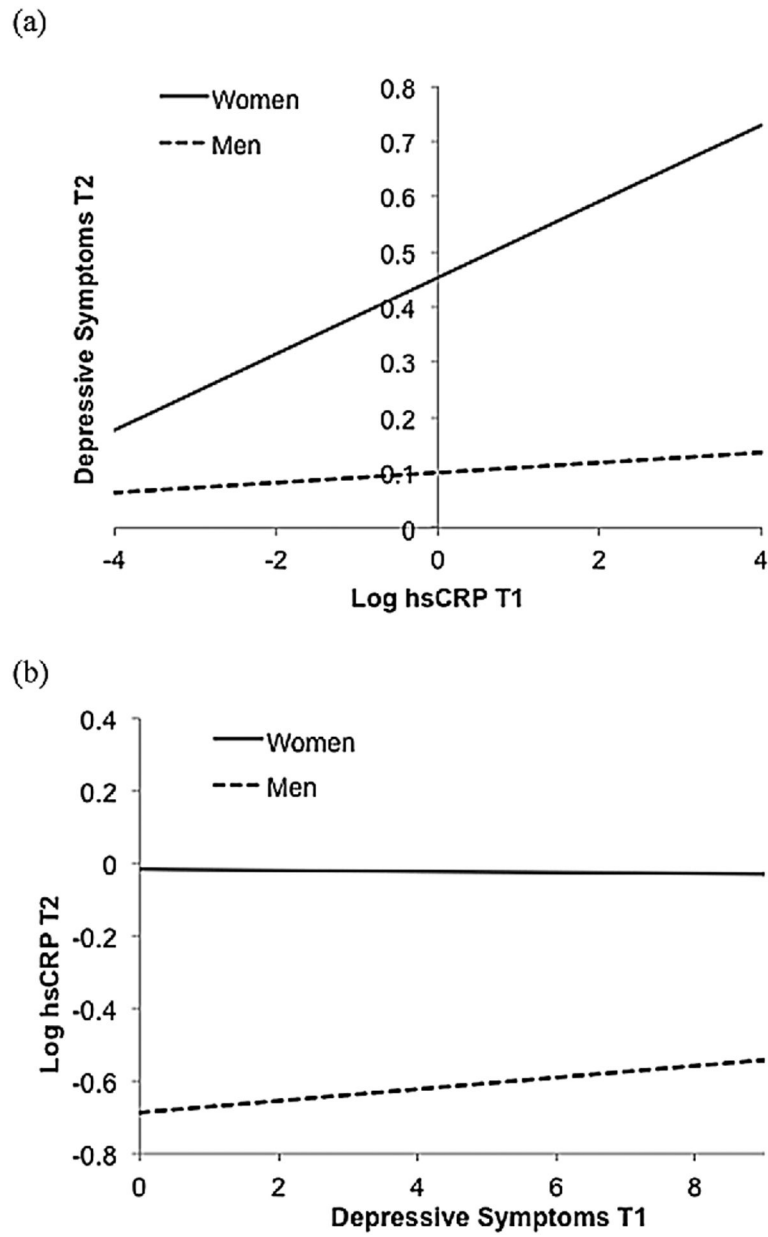 (a)
Women
Men
Depressive Symptoms T2
0.8
0.7
0.6
0.5
0.4
0.3
0.2
0.1
0
-4 -2 0 2 4
Log hsCRP T1
(b)
Women
Men
Log hsCRP T2
0.4
0.2
0
-0.2
-0.4
-0.6
-0.8
0 2 4 6 8
Depressive Symptoms T1